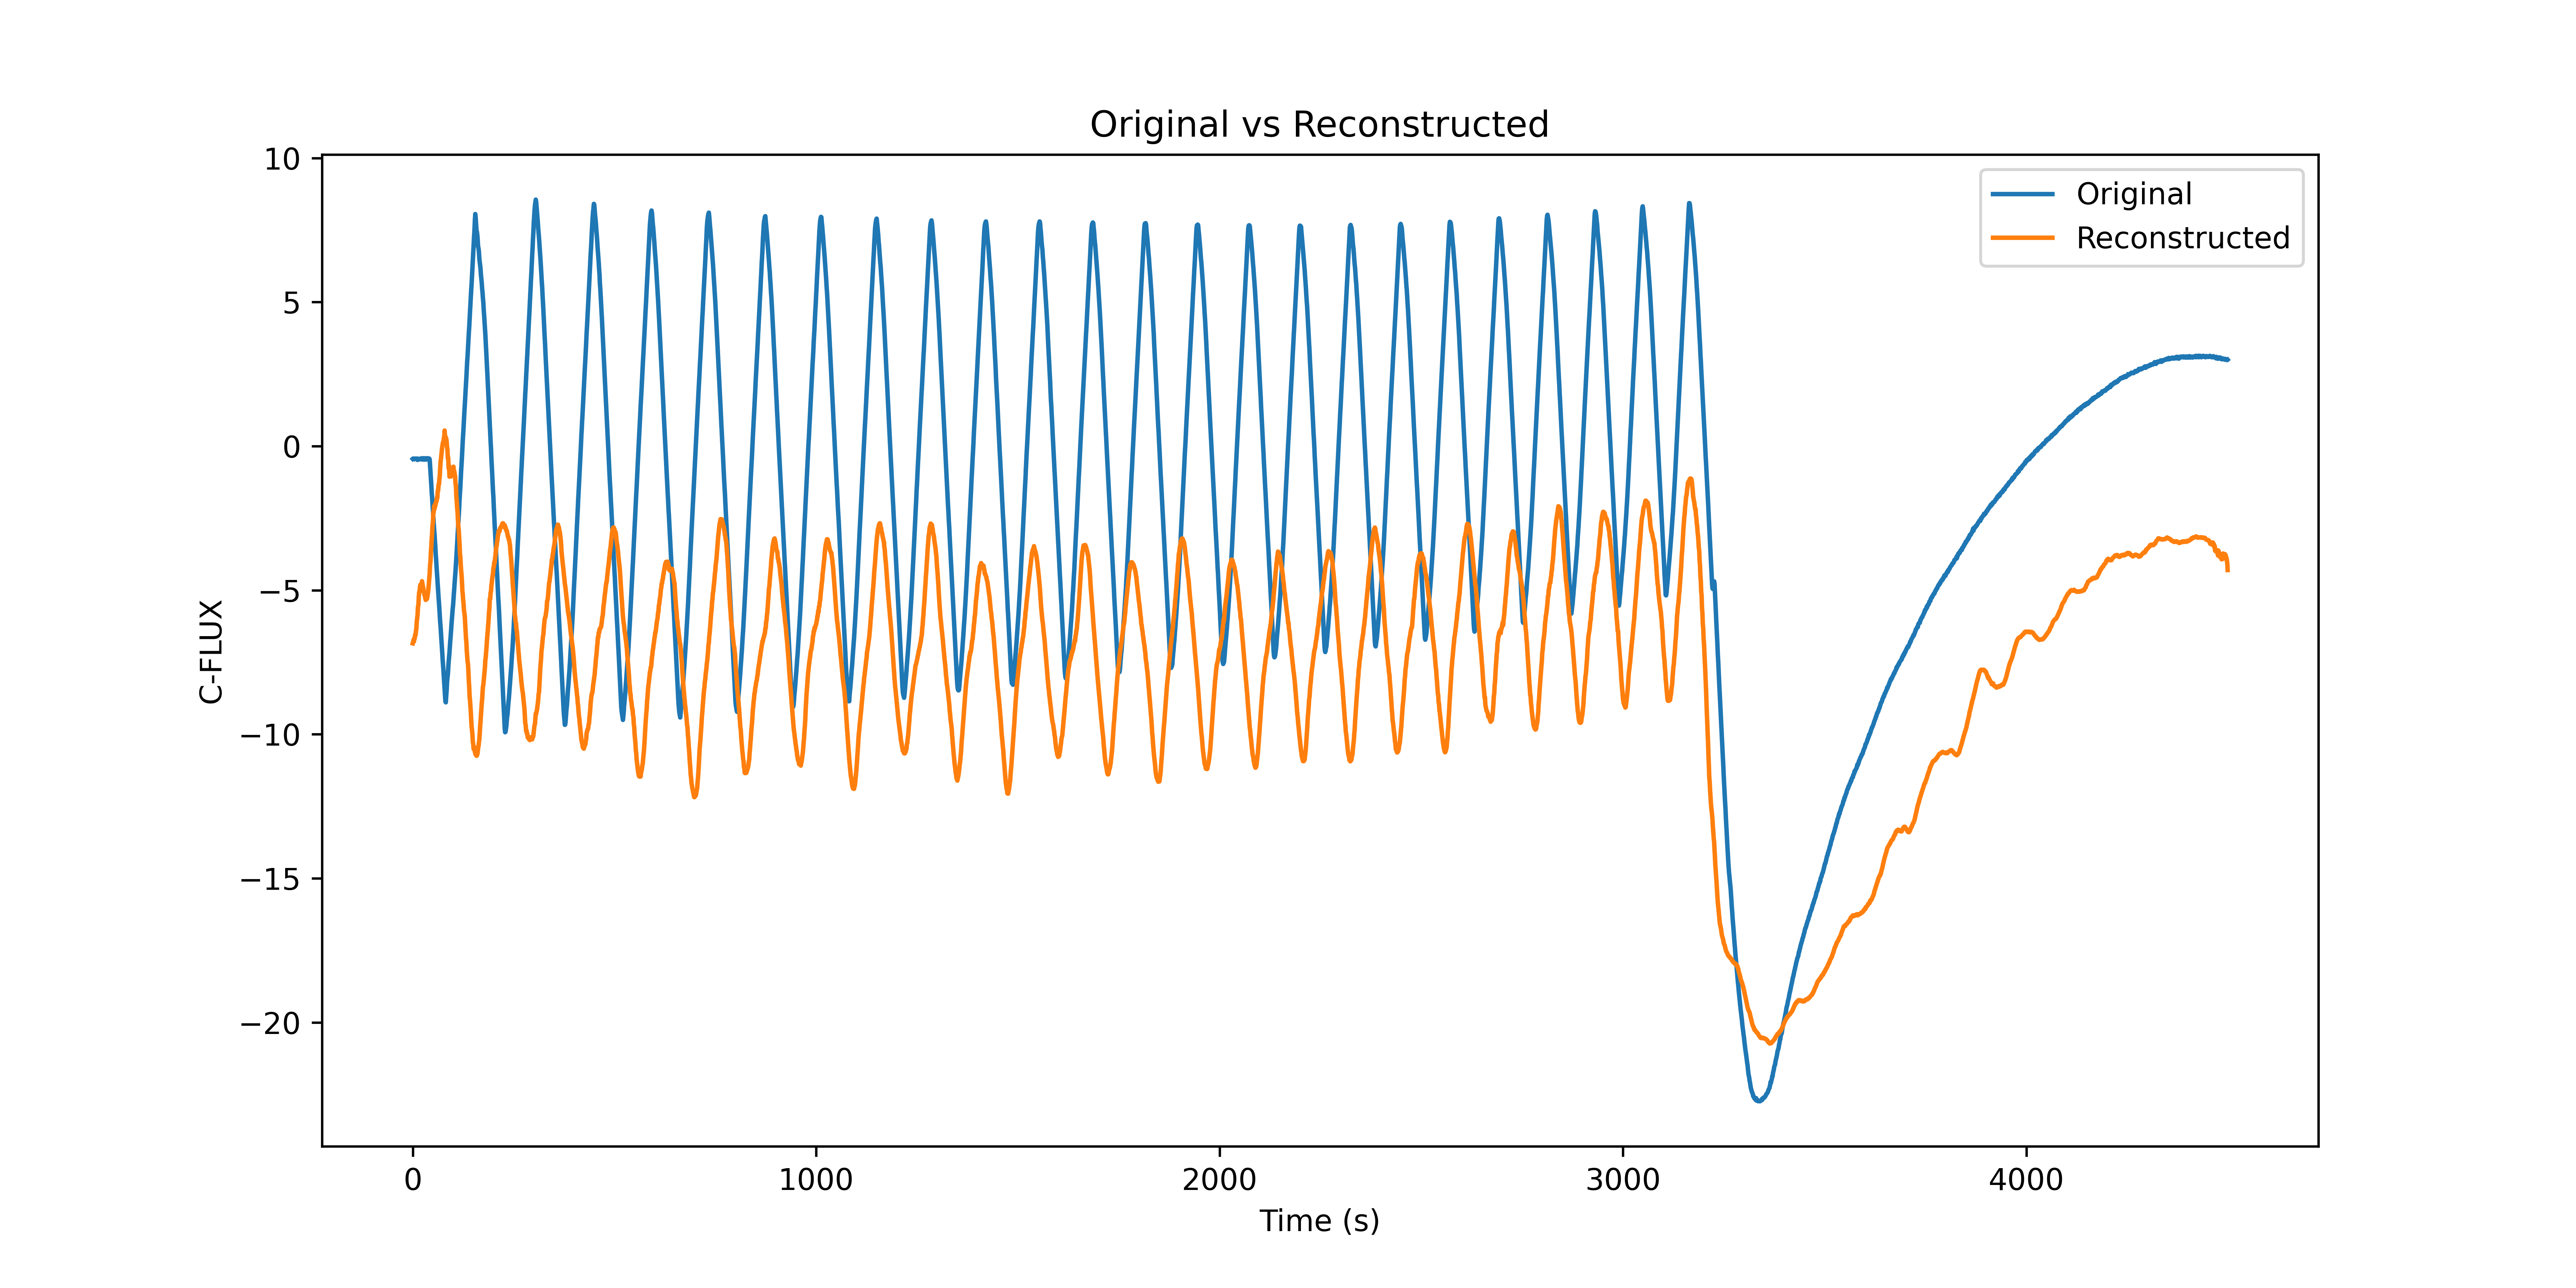 Original vs Reconstructed
10
5
0
−5
−10
−15
−20
C-FLUX
Original
Reconstructed
0
1000
2000
3000
4000
Time (s)